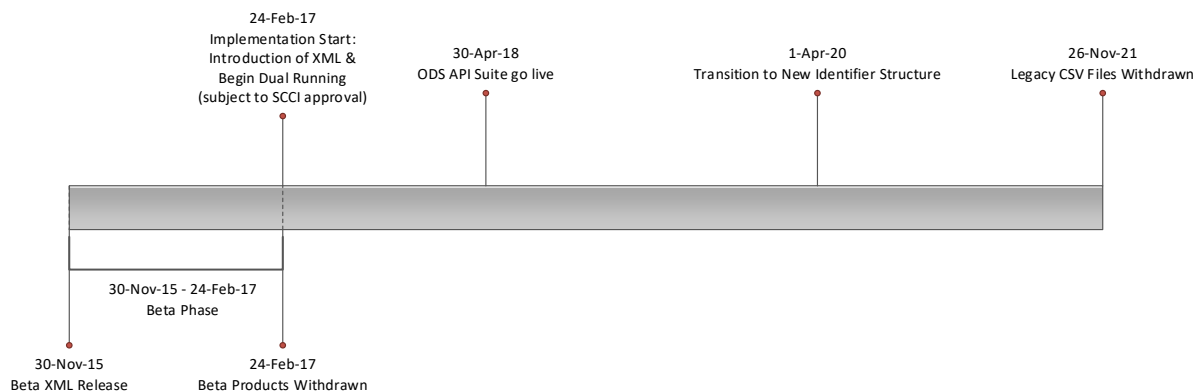 24-Feb-17
Implementation Start:
Introduction of XML &
Begin Dual Running
(subject to SCCI approval)
30-Apr-18
ODS API Suite go live
1-Apr-20
Transition to New Identifier Structure
26-Nov-21
Legacy CSV Files Withdrawn
30-Nov-15 - 24-Feb-17
Beta Phase
30-Nov-15
Beta XML Release
24-Feb-17
Beta Products Withdrawn